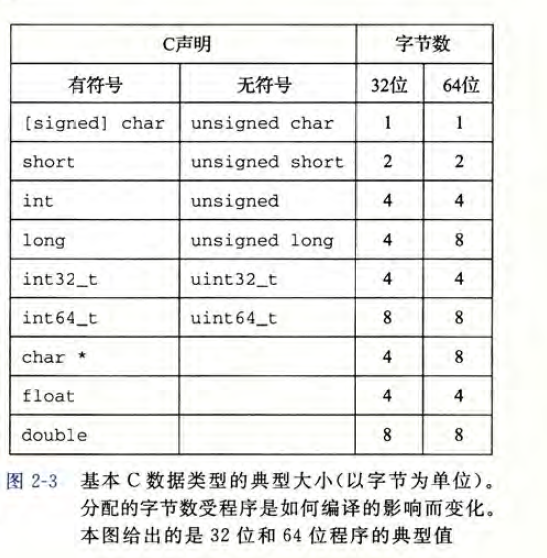 C声明 字节数
有符号 无符号 32位 64位
[signed] char unsigned char 1 1
short unsigned short 2 2
int unsigned 4 4
long unsigned long 4 8
int32_t uint32_t 4 4
int64_t uint64_t 8 8
char * 4 8
float 4 4
double 8 8
图 2-3 基本 C 数据类型的典型大小(以字节为单位)。
分配的字节数受程序是如何编译的影响而变化。
本图给出的是 32 位和 64 位程序的典型值